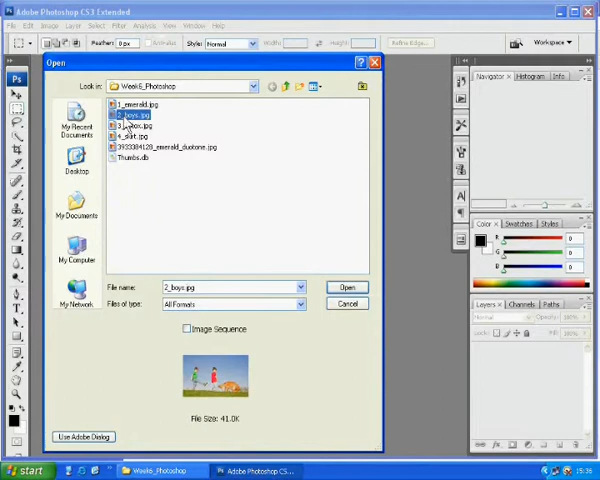 Adobe Photoshop CS3 Extended
File Edit Image Layer Select Filter Analysis View Window Help
Feather: 0 px
Style: Normal
Width:
Height:
Refine Edge...
Workspace
Open
Look in: Week6_Photoshop
My Recent Documents
Desktop
My Documents
My Computer
My Network
1_emerald.jpg
2_boys.jpg
4_skirt.jpg
3933384128_emerald_duotone.jpg
Thumbs.db
File name: 2_boys.jpg
Open
Files of type: All Formats
Cancel
Image Sequence
File Size: 41.0K
Use Adobe Dialog
Navigator Histogram Info
Color Swatches Styles
R 0
G 0
B 0
Layers Channels Paths
Normal
Lock:
Fill:
start
Week6_Photoshop
Adobe Photoshop CS...
15:36